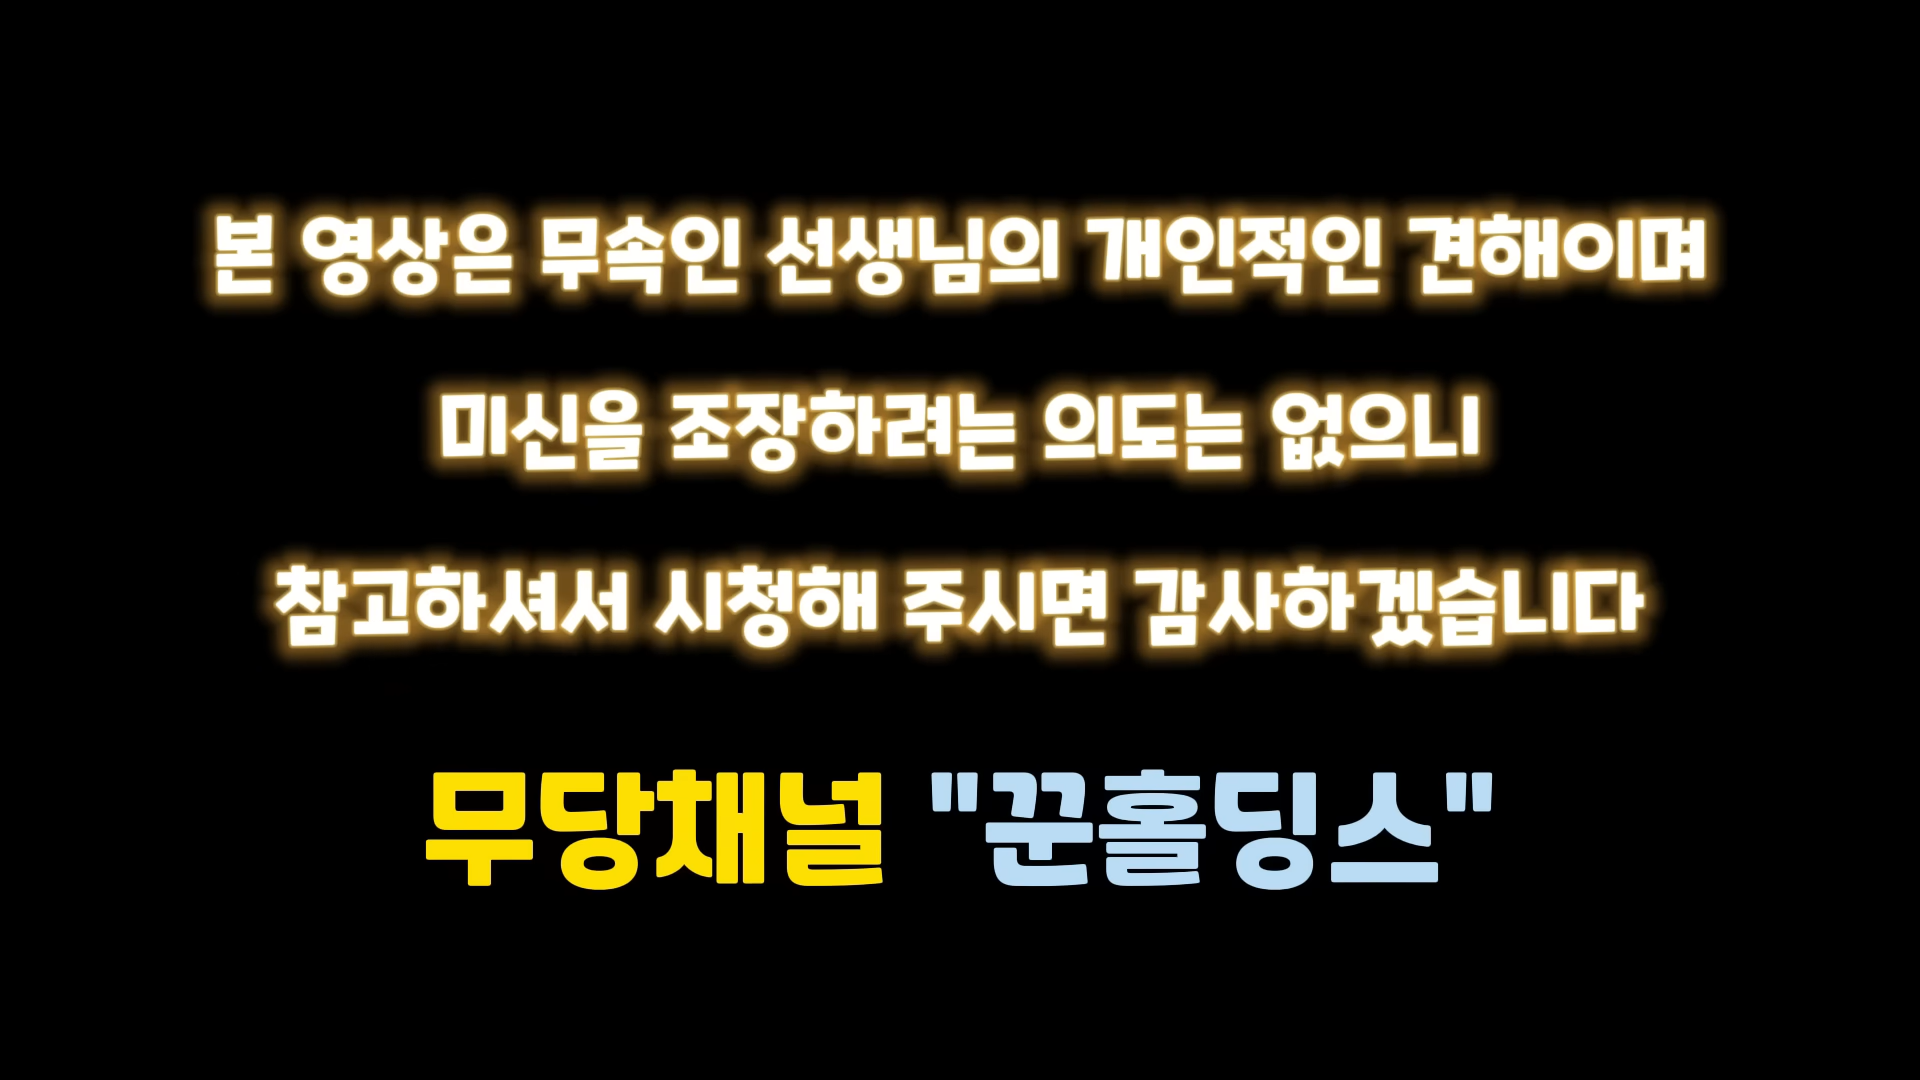 본 영상은 무속인 선생님의 개인적인 견해이며
미신을 조장하려는 의도는 없으니
참고하셔서 시청해 주시면 감사하겠습니다
무당채널 "꾼홀딩스"